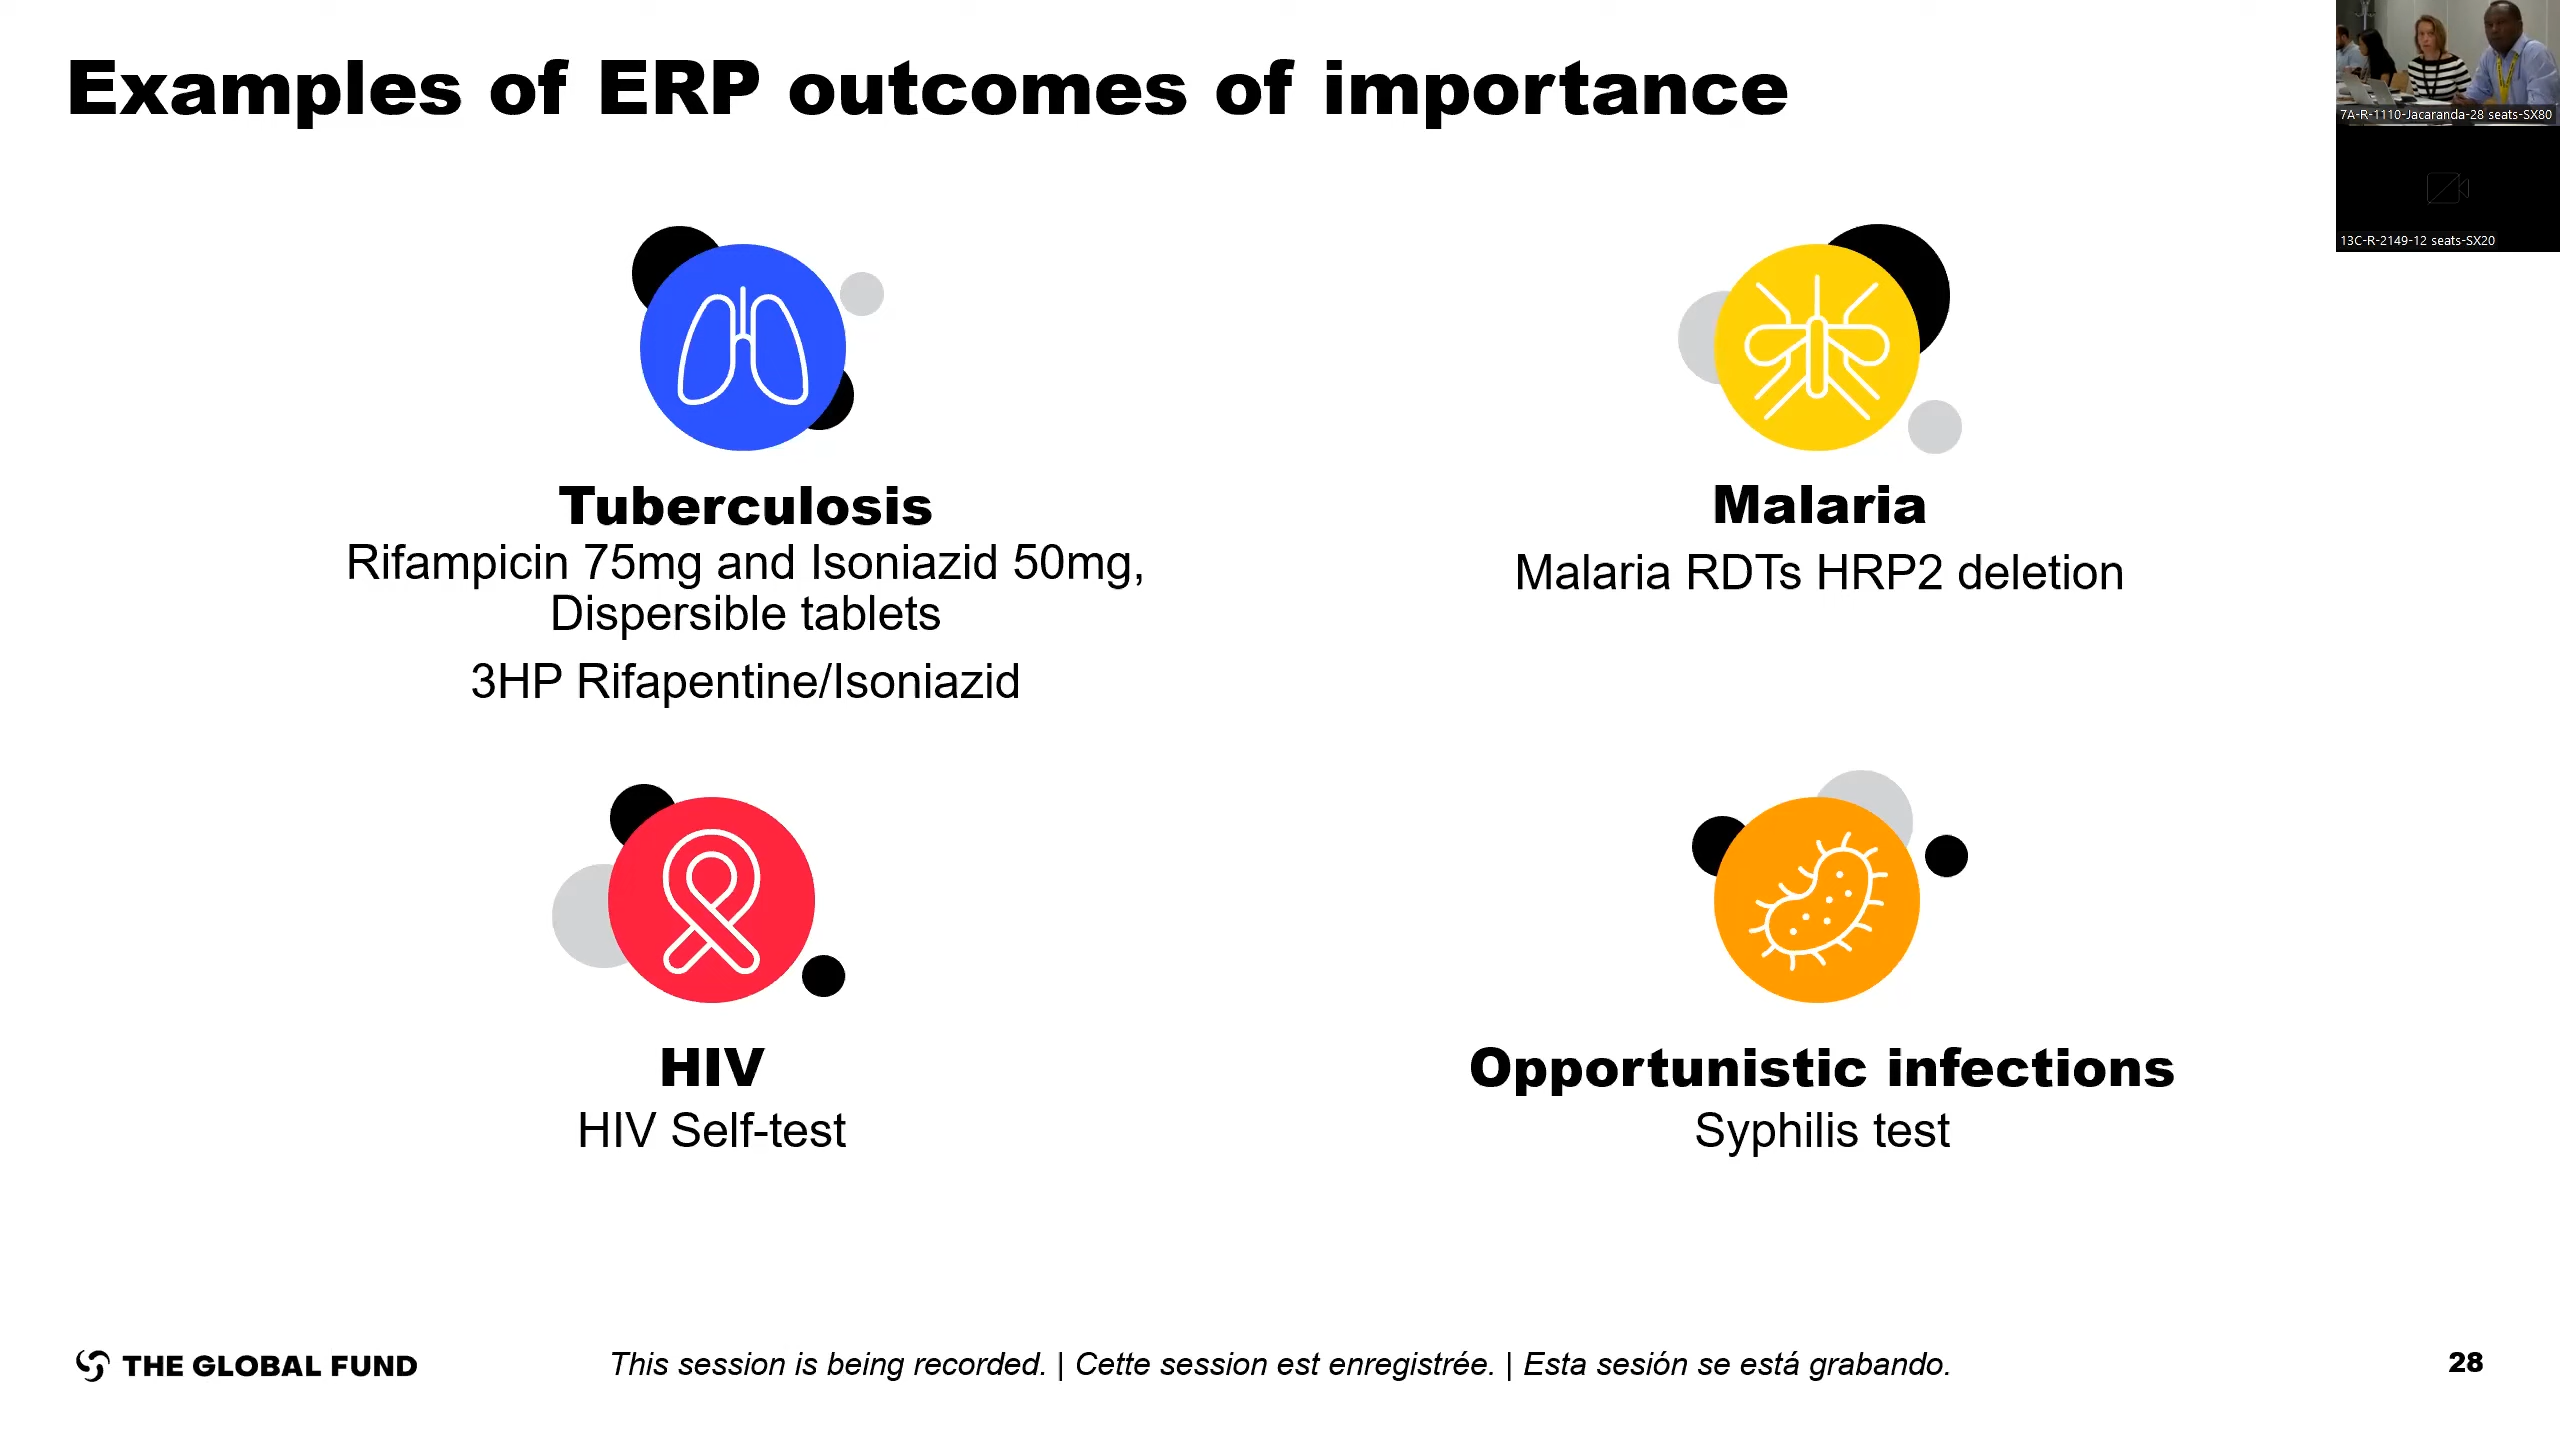 Examples of ERP outcomes of importance
7A-R-1110-Jacaranda-28 seats-SX80
13C-R-2149-12 seats-SX20
Tuberculosis
Rifampicin 75mg and Isoniazid 50mg,
Dispersible tablets
3HP Rifapentine/Isoniazid
Malaria
Malaria RDTs HRP2 deletion
HIV
HIV Self-test
Opportunistic infections
Syphilis test
THE GLOBAL FUND
This session is being recorded. | Cette session est enregistrée. | Esta sesión se está grabando.
28